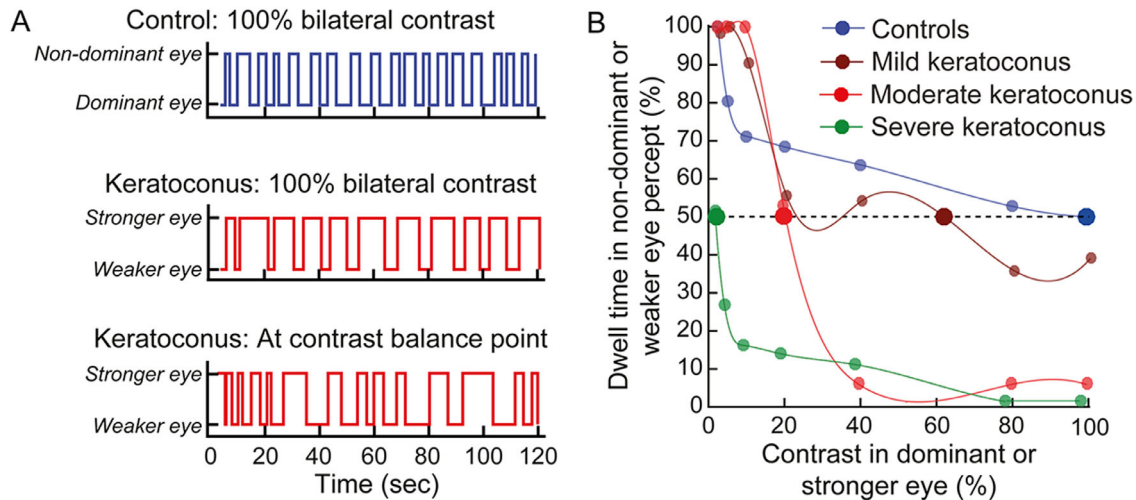 A
Control: 100% bilateral contrast
Non-dominant eye
Dominant eye
Keratoconus: 100% bilateral contrast
Stronger eye
Weaker eye
Keratoconus: At contrast balance point
Stronger eye
Weaker eye
0 20 40 60 80 100 120
Time (sec)
B
Dwell time in non-dominant or
weaker eye percept (%)
100
90
80
70
60
50
40
30
20
10
0
Controls
Mild keratoconus
Moderate keratoconus
Severe keratoconus
0 20 40 60 80 100
Contrast in dominant or
stronger eye (%)